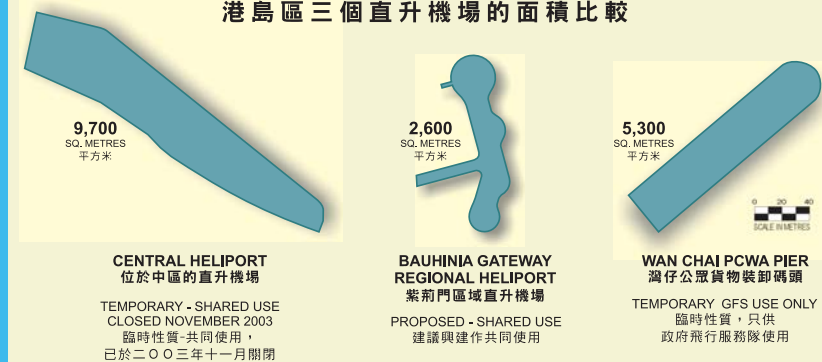 港島區三個直升機場的面積比較
9,700
SQ. METRES
平方米
2,600
SQ. METRES
平方米
5,300
SQ. METRES
平方米
0 20 40
SCALE IN METRES
CENTRAL HELIPORT
位於中區的直升機場
TEMPORARY - SHARED USE
CLOSED NOVEMBER 2003
臨時性質-共同使用，
已於二ＯＯ三年十一月關閉
BAUHINIA GATEWAY
REGIONAL HELIPORT
紫荊門區域直升機場
PROPOSED - SHARED USE
建議興建作共同使用
WAN CHAI PCWA PIER
灣仔公眾貨物裝卸碼頭
TEMPORARY GFS USE ONLY
臨時性質，只供
政府飛行服務隊使用